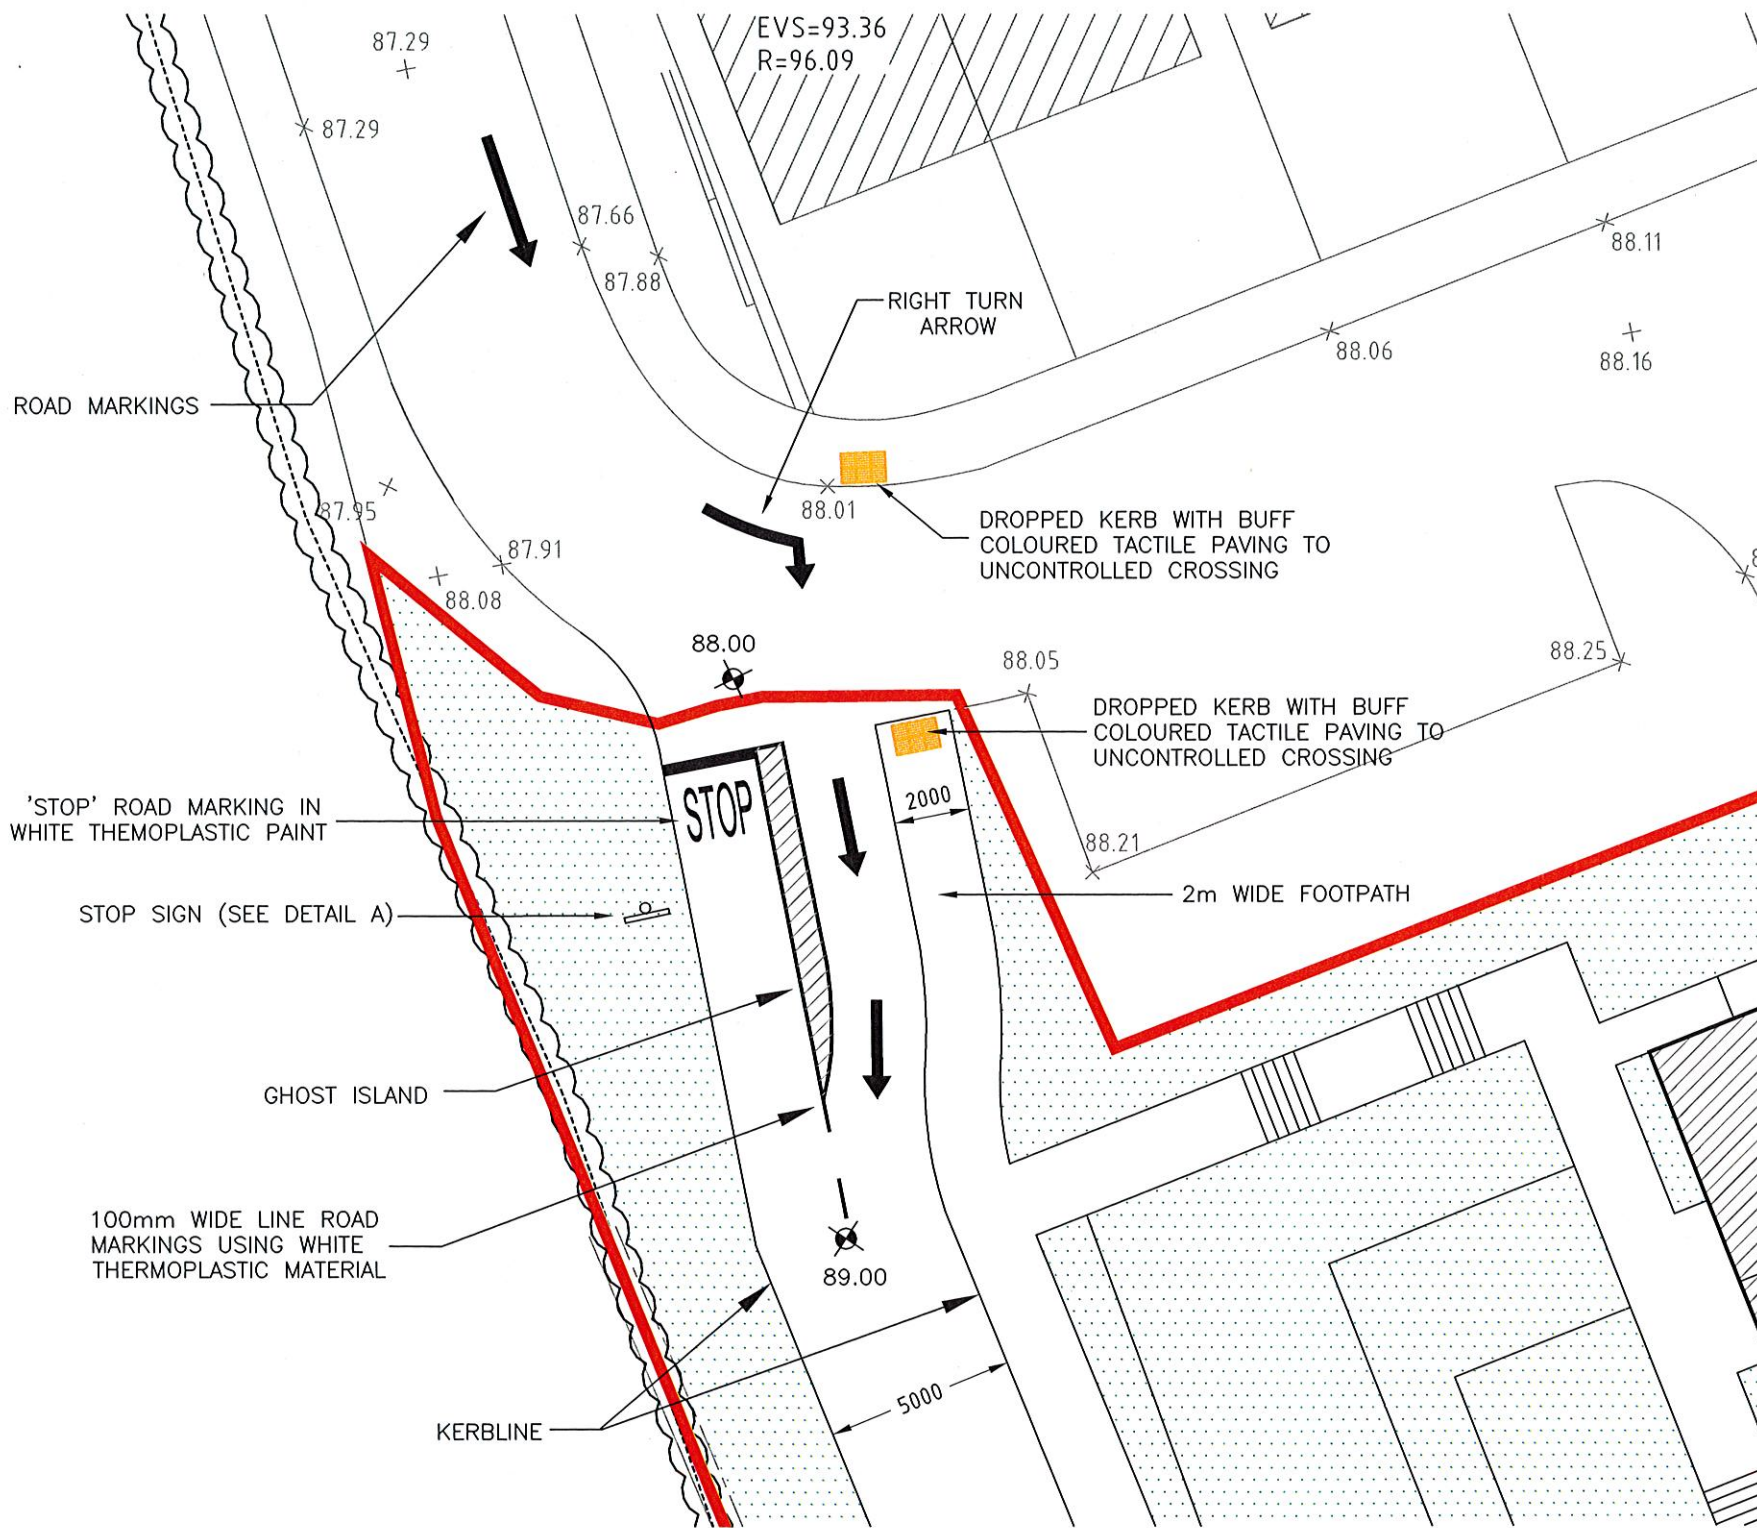 EVS=93.36
R=96.09
87.29
87.29
87.66
87.88
88.11
RIGHT TURN
ARROW
88.06
88.16
ROAD MARKINGS
87.95
88.01
DROPPED KERB WITH BUFF
COLOURED TACTILE PAVING TO
UNCONTROLLED CROSSING
87.91
88.08
88.00
88.05
88.25
DROPPED KERB WITH BUFF
COLOURED TACTILE PAVING TO
UNCONTROLLED CROSSING
'STOP' ROAD MARKING IN
WHITE THEMOPLASTIC PAINT
STOP
2000
88.21
2m WIDE FOOTPATH
STOP SIGN (SEE DETAIL A)
GHOST ISLAND
100mm WIDE LINE ROAD
MARKINGS USING WHITE
THERMOPLASTIC MATERIAL
89.00
5000
KERBLINE